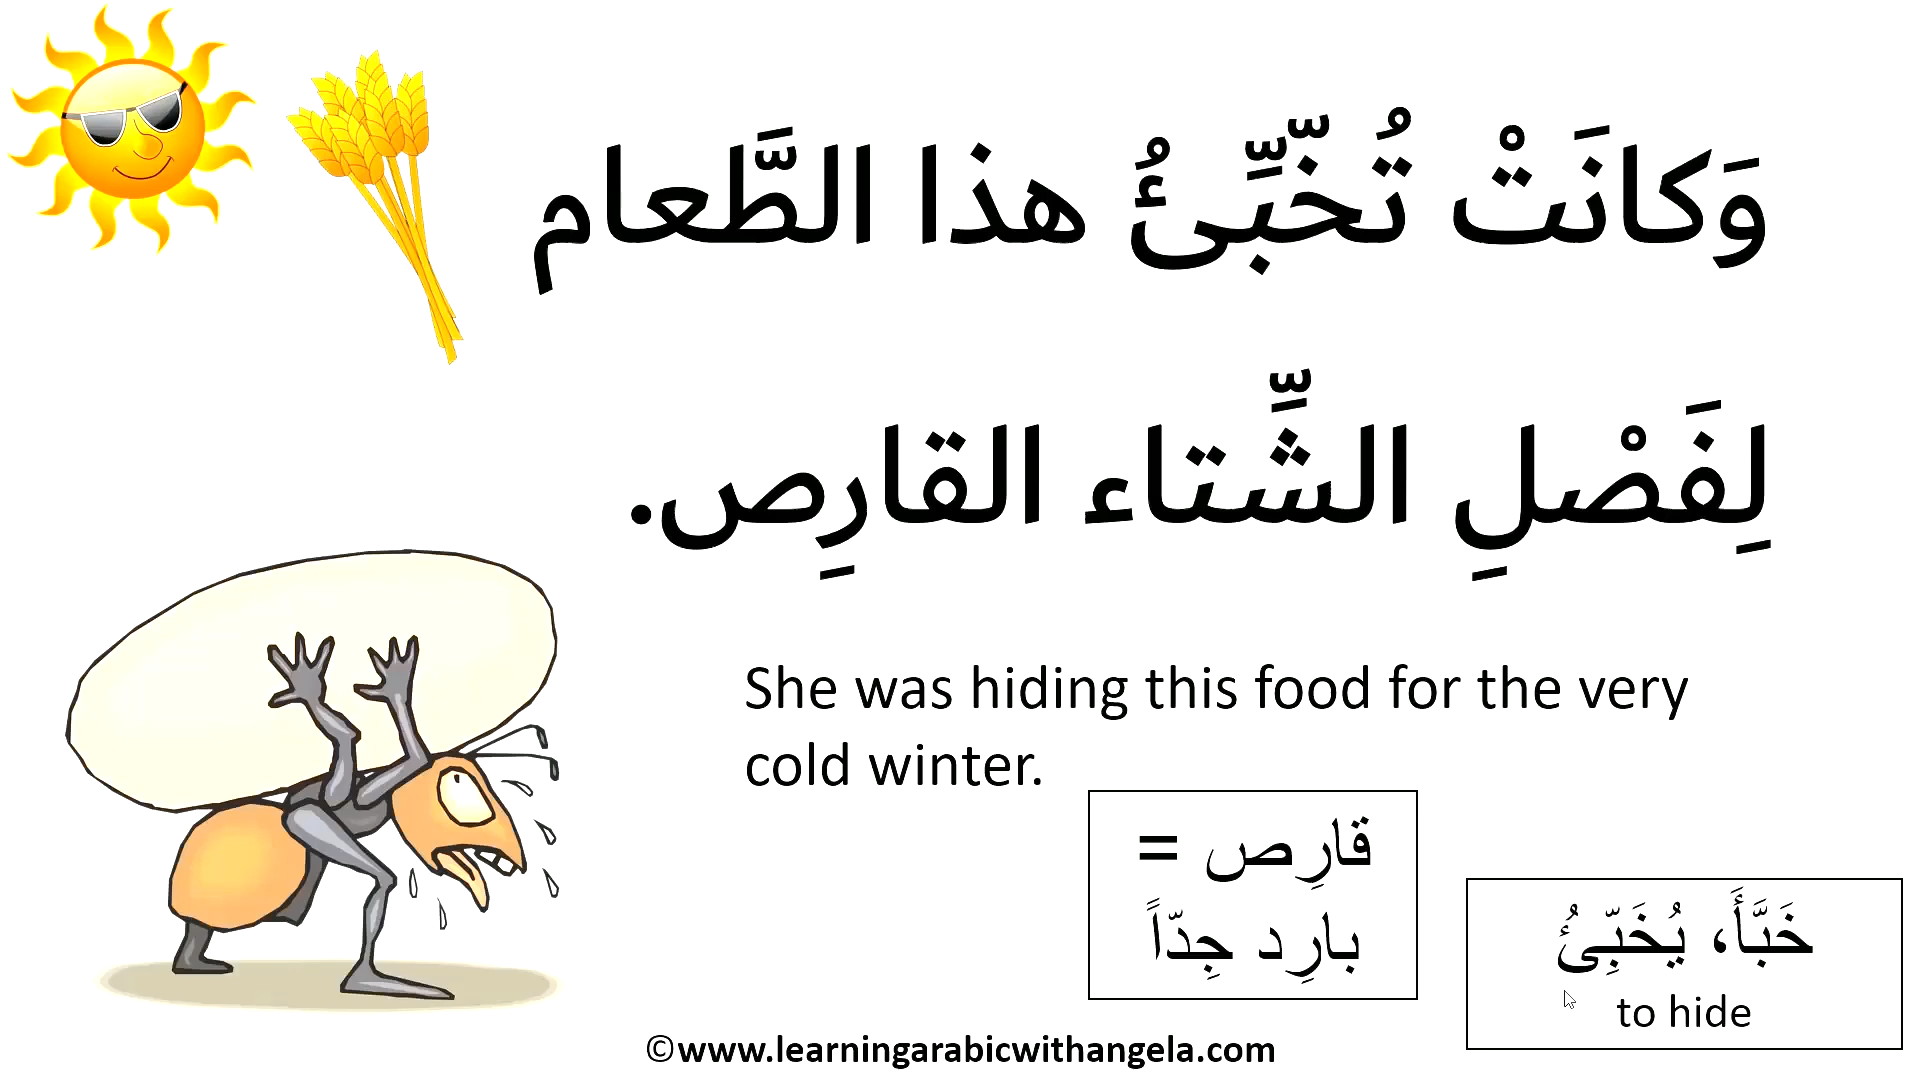 وَكانَتْ تُخّبِّئُ هذا الطَّعام
لِفَصْلِ الشِّتاء القارِص.
She was hiding this food for the very
cold winter.
قارِص =
بارِد جِدّاً
خَبَّأَ، يُخَبِّئُ
to hide
©www.learningarabicwithangela.com